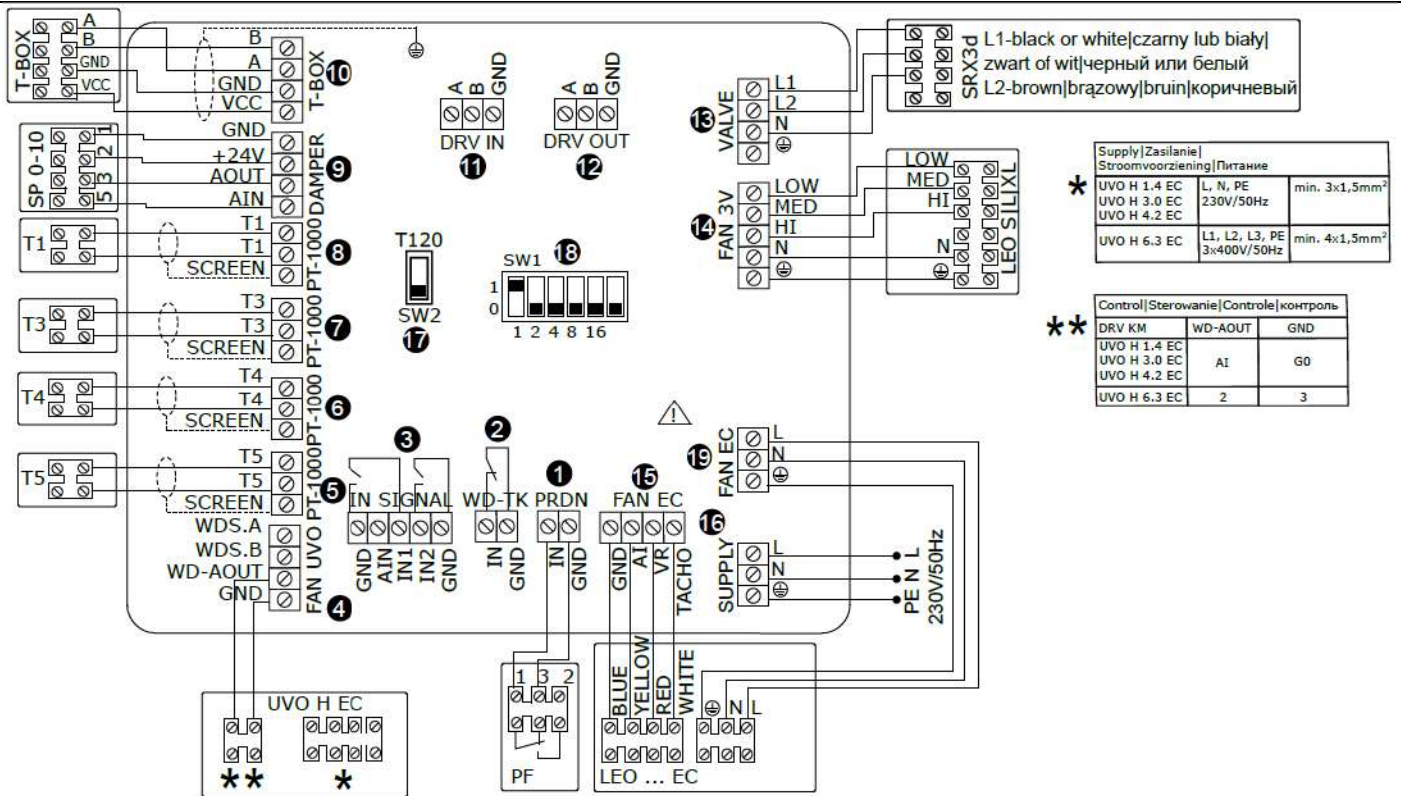 T-BOX
A
B
GND
VCC
B
A
GND
VCC
T-BOX
10
SP 0-10
1
2
3
5
GND
+24V
AOUT
AIN
DAMPER
9
T1
T1
T1
SCREEN
PT-1000
8
T3
T3
T3
SCREEN
PT-1000
7
T4
T4
T4
SCREEN
PT-1000
6
T5
T5
T5
SCREEN
PT-1000
5
WDS.A
WDS.B
WD-AOUT
GND
FAN UVO
4
A
B
GND
DRV IN
11
A
B
GND
DRV OUT
12
T120
SW2
17
SW1
18
1
0
1 2 4 8 16
3
IN SIGNAL
GND
AIN
IN1
IN2
GND
2
WD-TK
IN
GND
1
PRDN
IN
GND
15
FAN EC
GND
AI
VR
TACHO
13
VALVE
L1
L2
N
SRX3d
L1-black or white|czarny lub biały|
zwart of wit|черный или белый
L2-brown|brązowy|bruin|коричневый
14
FAN 3V
LOW
MED
HI
N
LOW
MED
HI
N
LEO S|L|XL
19
FAN EC
L
N
16
SUPPLY
L
N
L
N
PE
230V/50Hz
*
Supply|Zasilanie|
Stroomvoorziening|Питание
UVO H 1.4 EC
UVO H 3.0 EC
UVO H 4.2 EC
L, N, PE
230V/50Hz
min. 3x1,5mm²
UVO H 6.3 EC
L1, L2, L3, PE
3x400V/50Hz
min. 4x1,5mm²
**
Control|Sterowanie|Controle|контроль
DRV KM WD-AOUT GND
UVO H 1.4 EC
UVO H 3.0 EC
UVO H 4.2 EC
AI
G0
UVO H 6.3 EC 2 3
UVO H EC
**
*
1 3 2
PF
BLUE
YELLOW
RED
WHITE
N L
LEO ... EC